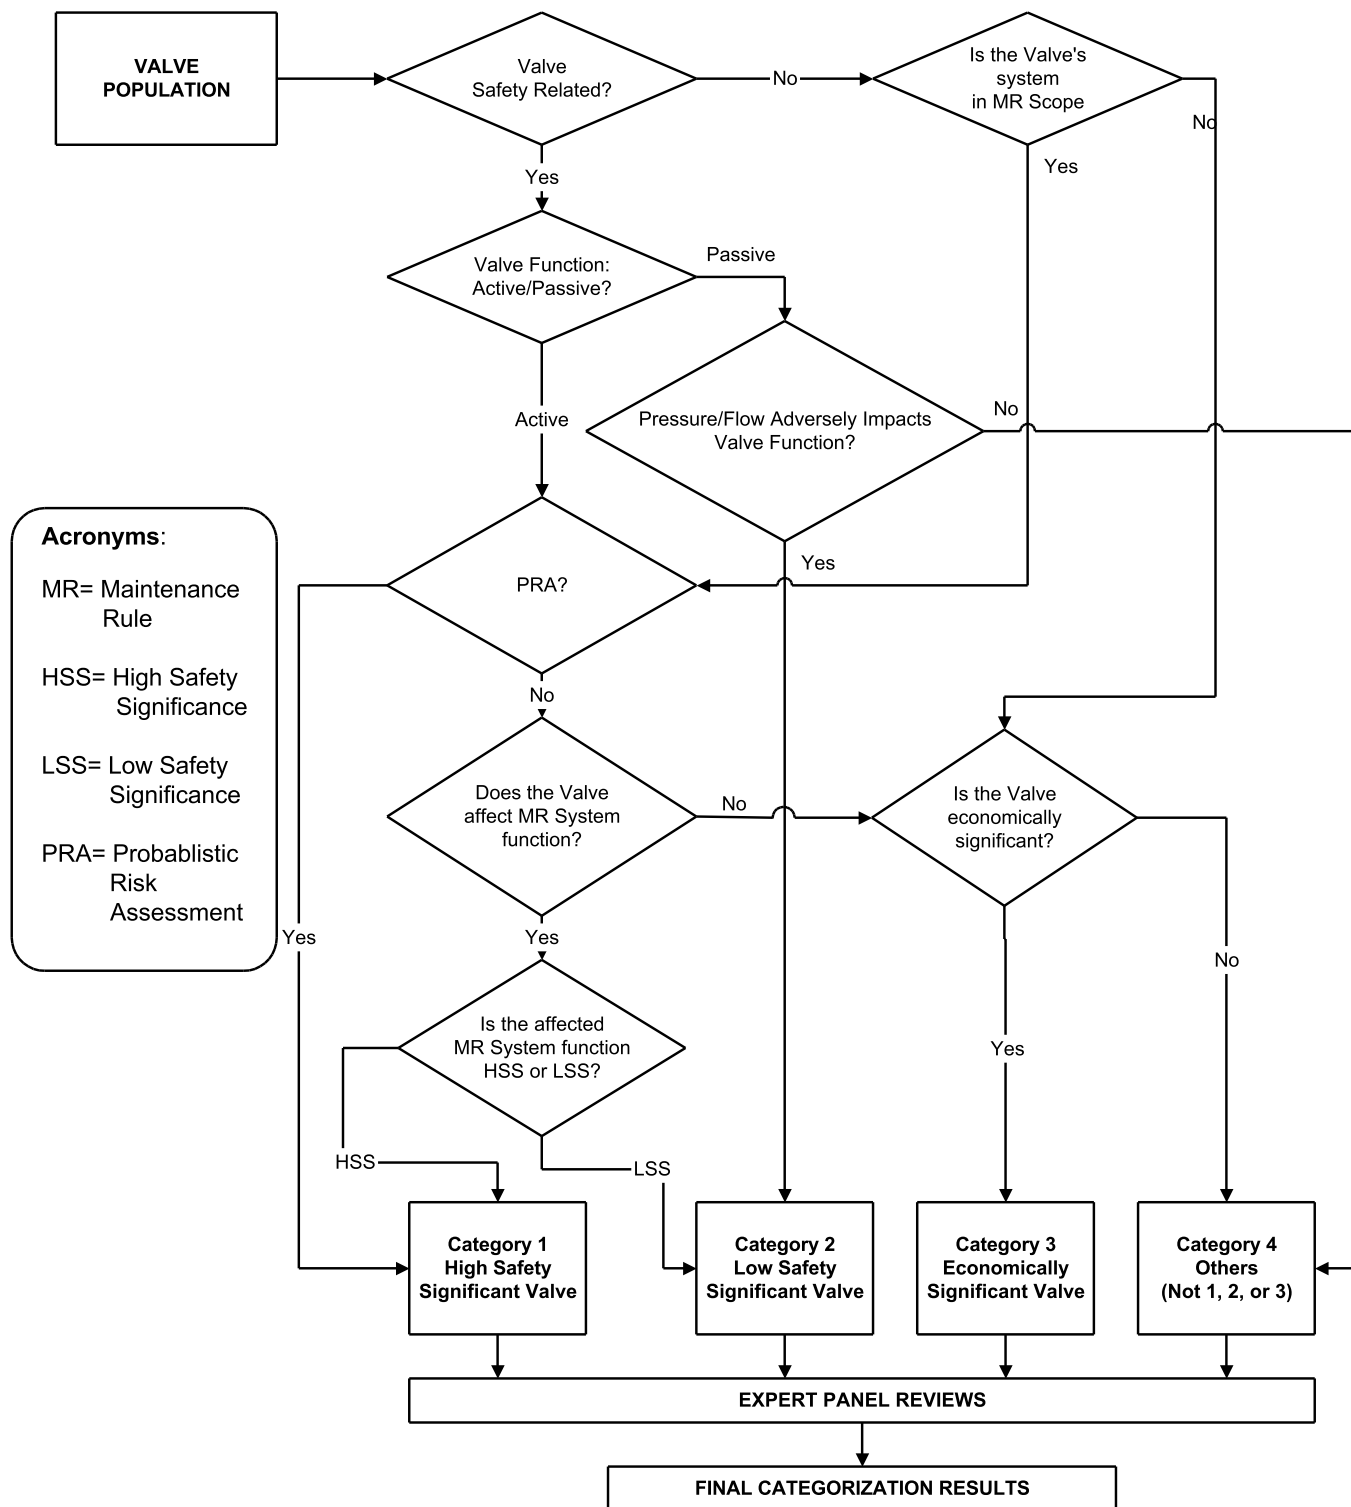 VALVE
POPULATION
Valve
Safety Related?
No
Is the Valve's
system
in MR Scope
No
Yes
Yes
Valve Function:
Active/Passive?
Passive
Active
Pressure/Flow Adversely Impacts
Valve Function?
No
Yes
Acronyms:
MR= Maintenance
Rule
HSS= High Safety
Significance
LSS= Low Safety
Significance
PRA= Probablistic
Risk
Assessment
PRA?
Yes
No
Does the Valve
affect MR System
function?
No
Is the Valve
economically
significant?
Yes
No
Yes
Is the affected
MR System function
HSS or LSS?
HSS
LSS
Category 1
High Safety
Significant Valve
Category 2
Low Safety
Significant Valve
Category 3
Economically
Significant Valve
Category 4
Others
(Not 1, 2, or 3)
EXPERT PANEL REVIEWS
FINAL CATEGORIZATION RESULTS